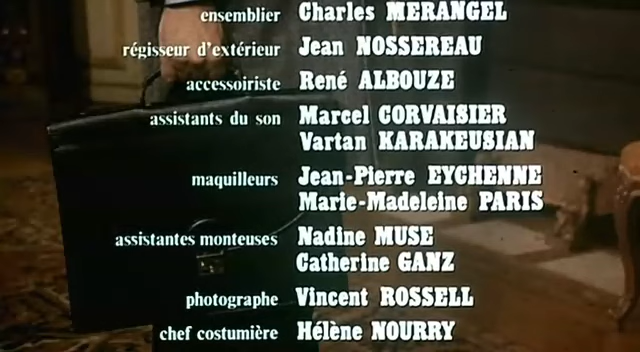 ensemblier Charles MERANGEL
régisseur d'extérieur Jean NOSSEREAU
accessoiriste René ALBOUZE
assistants du son Marcel CORVAISIER
Vartan KARAKEUSIAN
maquilleurs Jean-Pierre EYCHENNE
Marie-Madeleine PARIS
assistantes monteuses Nadine MUSE
Catherine GANZ
photographe Vincent ROSSELL
chef costumière Hélène NOURRY